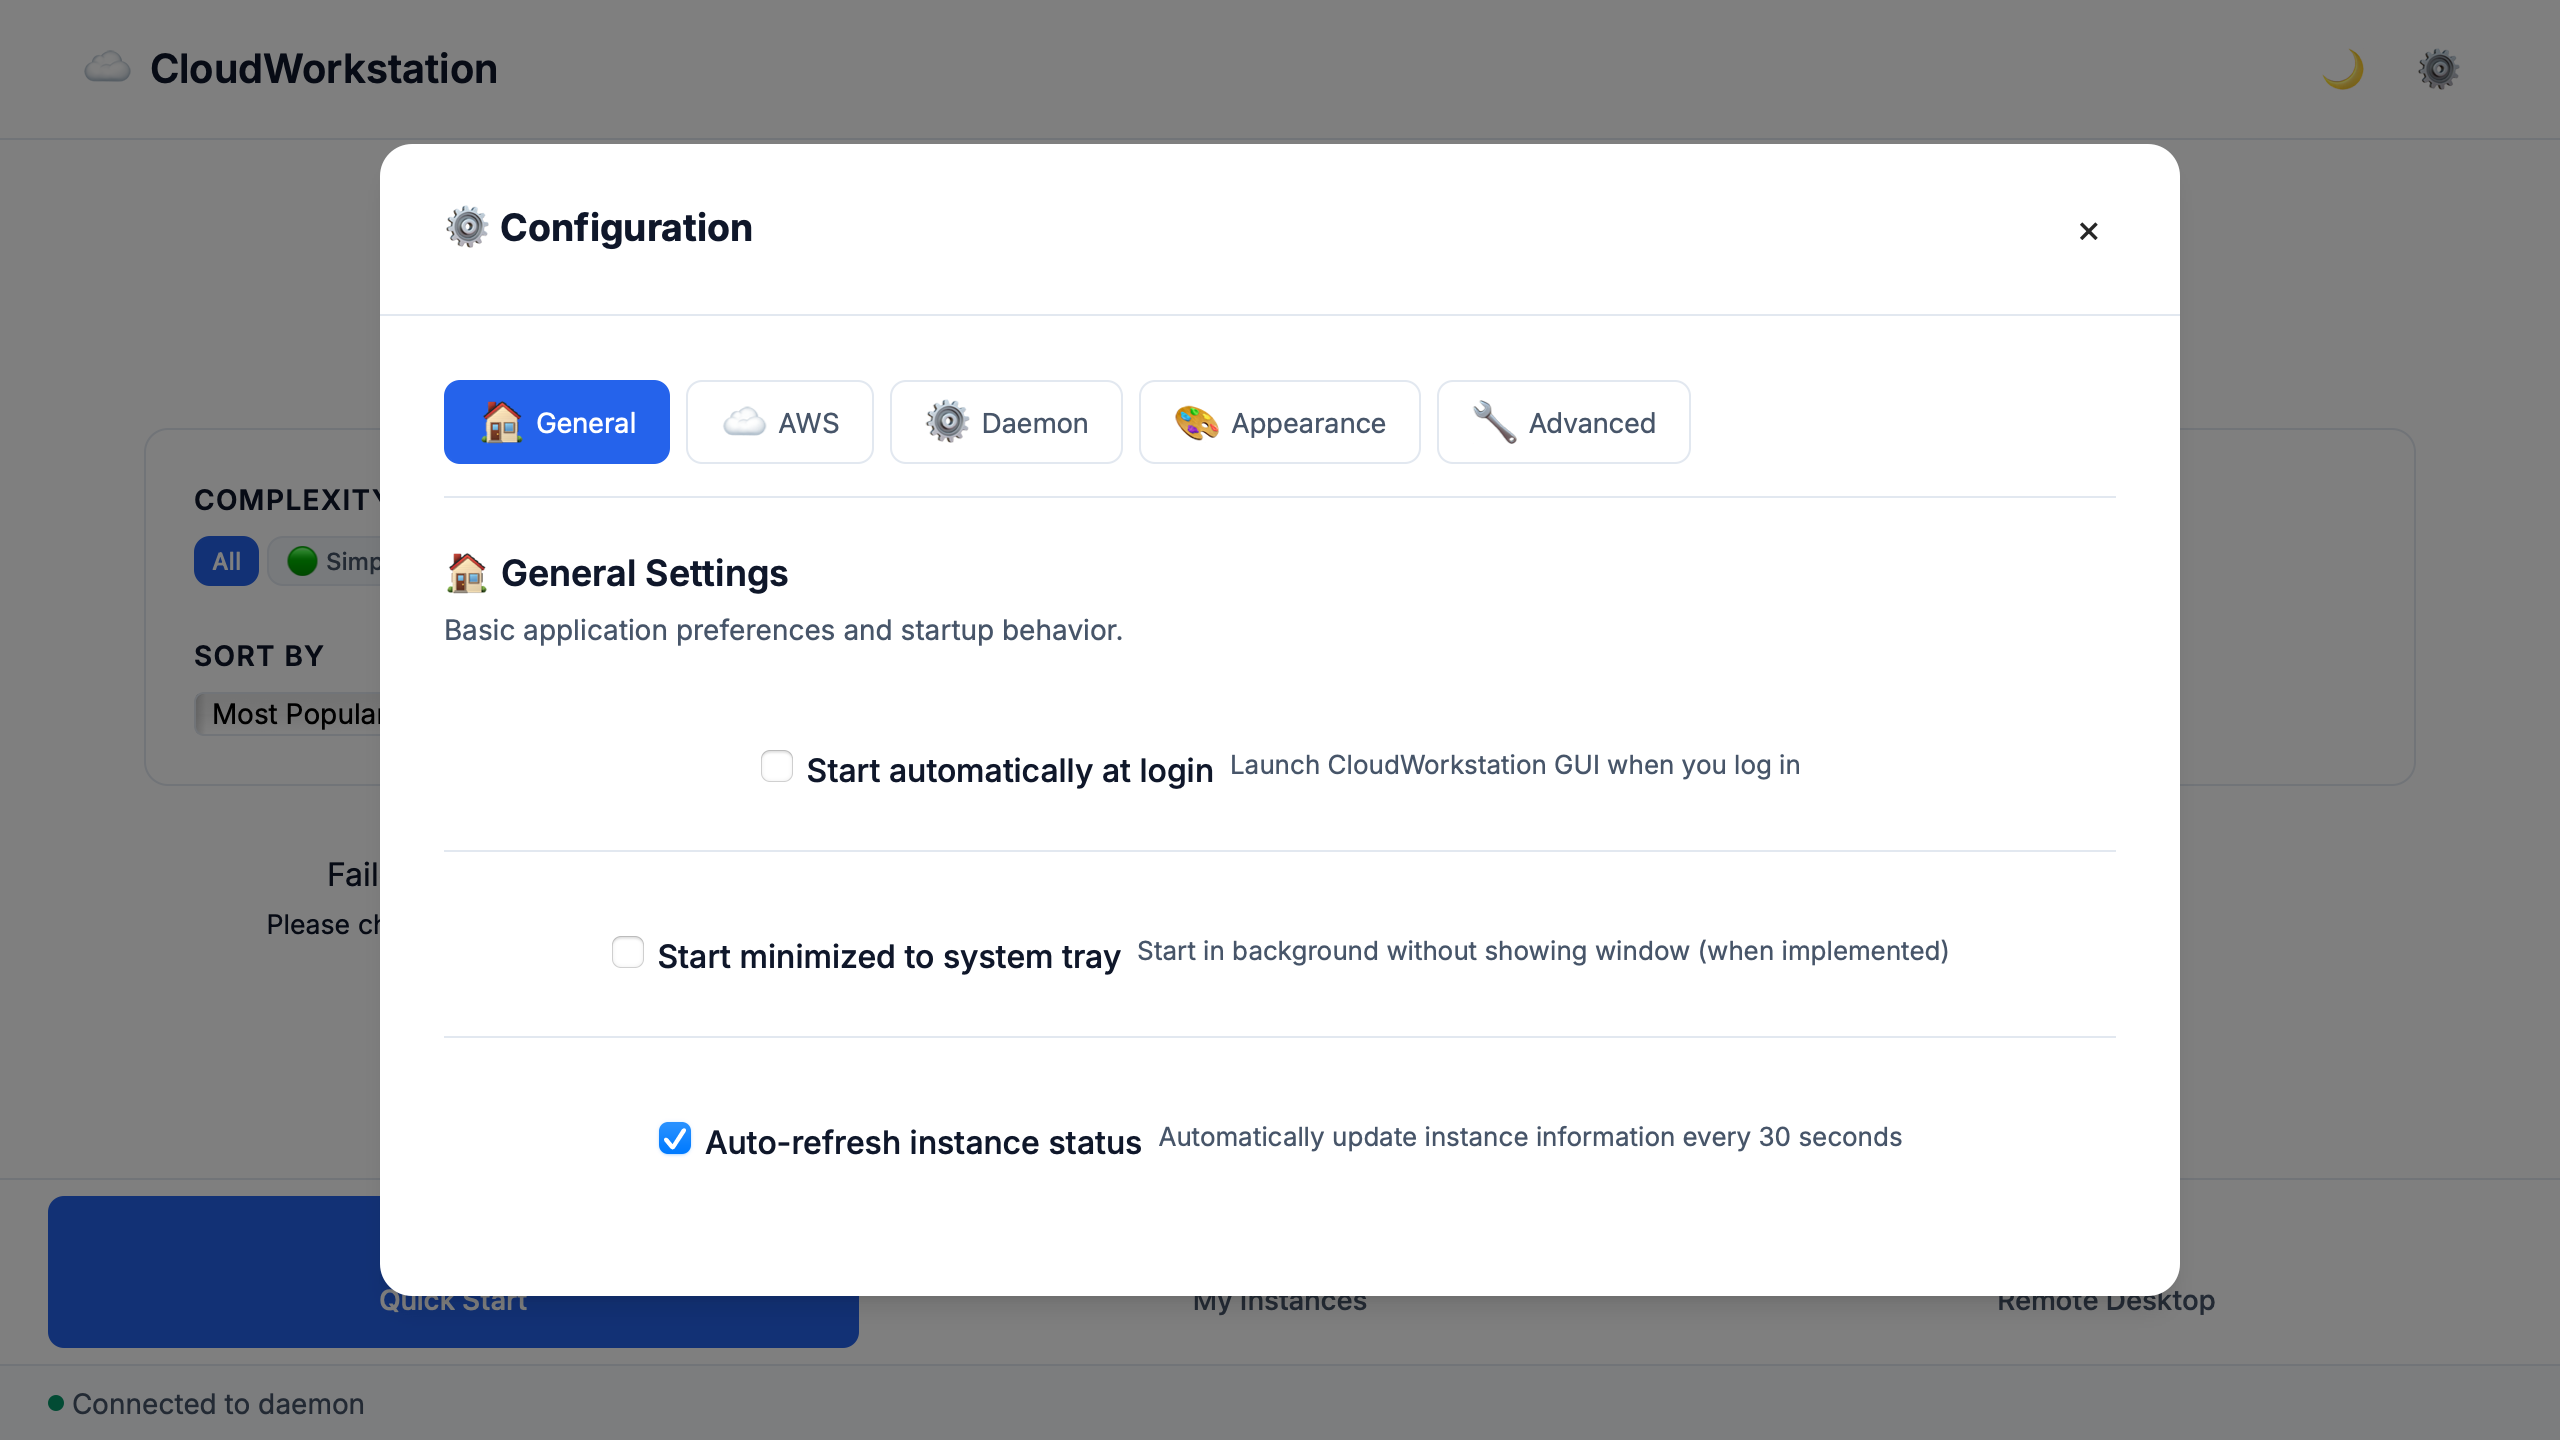 CloudWorkstation
Configuration
×
General
AWS
Daemon
Appearance
Advanced
General Settings
Basic application preferences and startup behavior.
Start automatically at login Launch CloudWorkstation GUI when you log in
Start minimized to system tray Start in background without showing window (when implemented)
Auto-refresh instance status Automatically update instance information every 30 seconds
COMPLEXITY
All
Simp
SORT BY
Most Popular
Fail
Please ch
Quick Start
My Instances
Remote Desktop
Connected to daemon